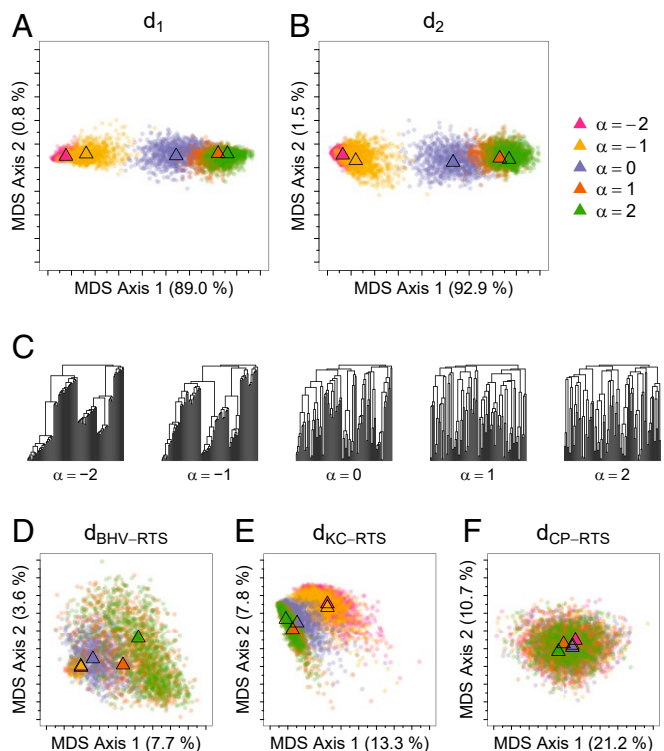 A
d₁
B
d₂
MDS Axis 2 (0.8 %)
MDS Axis 1 (89.0 %)
MDS Axis 2 (1.5 %)
MDS Axis 1 (92.9 %)
α = −2
α = −1
α = 0
α = 1
α = 2
C
α = −2
α = −1
α = 0
α = 1
α = 2
D
d_BHV−RTS
E
d_KC−RTS
F
d_CP−RTS
MDS Axis 2 (3.6 %)
MDS Axis 1 (7.7 %)
MDS Axis 2 (7.8 %)
MDS Axis 1 (13.3 %)
MDS Axis 2 (10.7 %)
MDS Axis 1 (21.2 %)